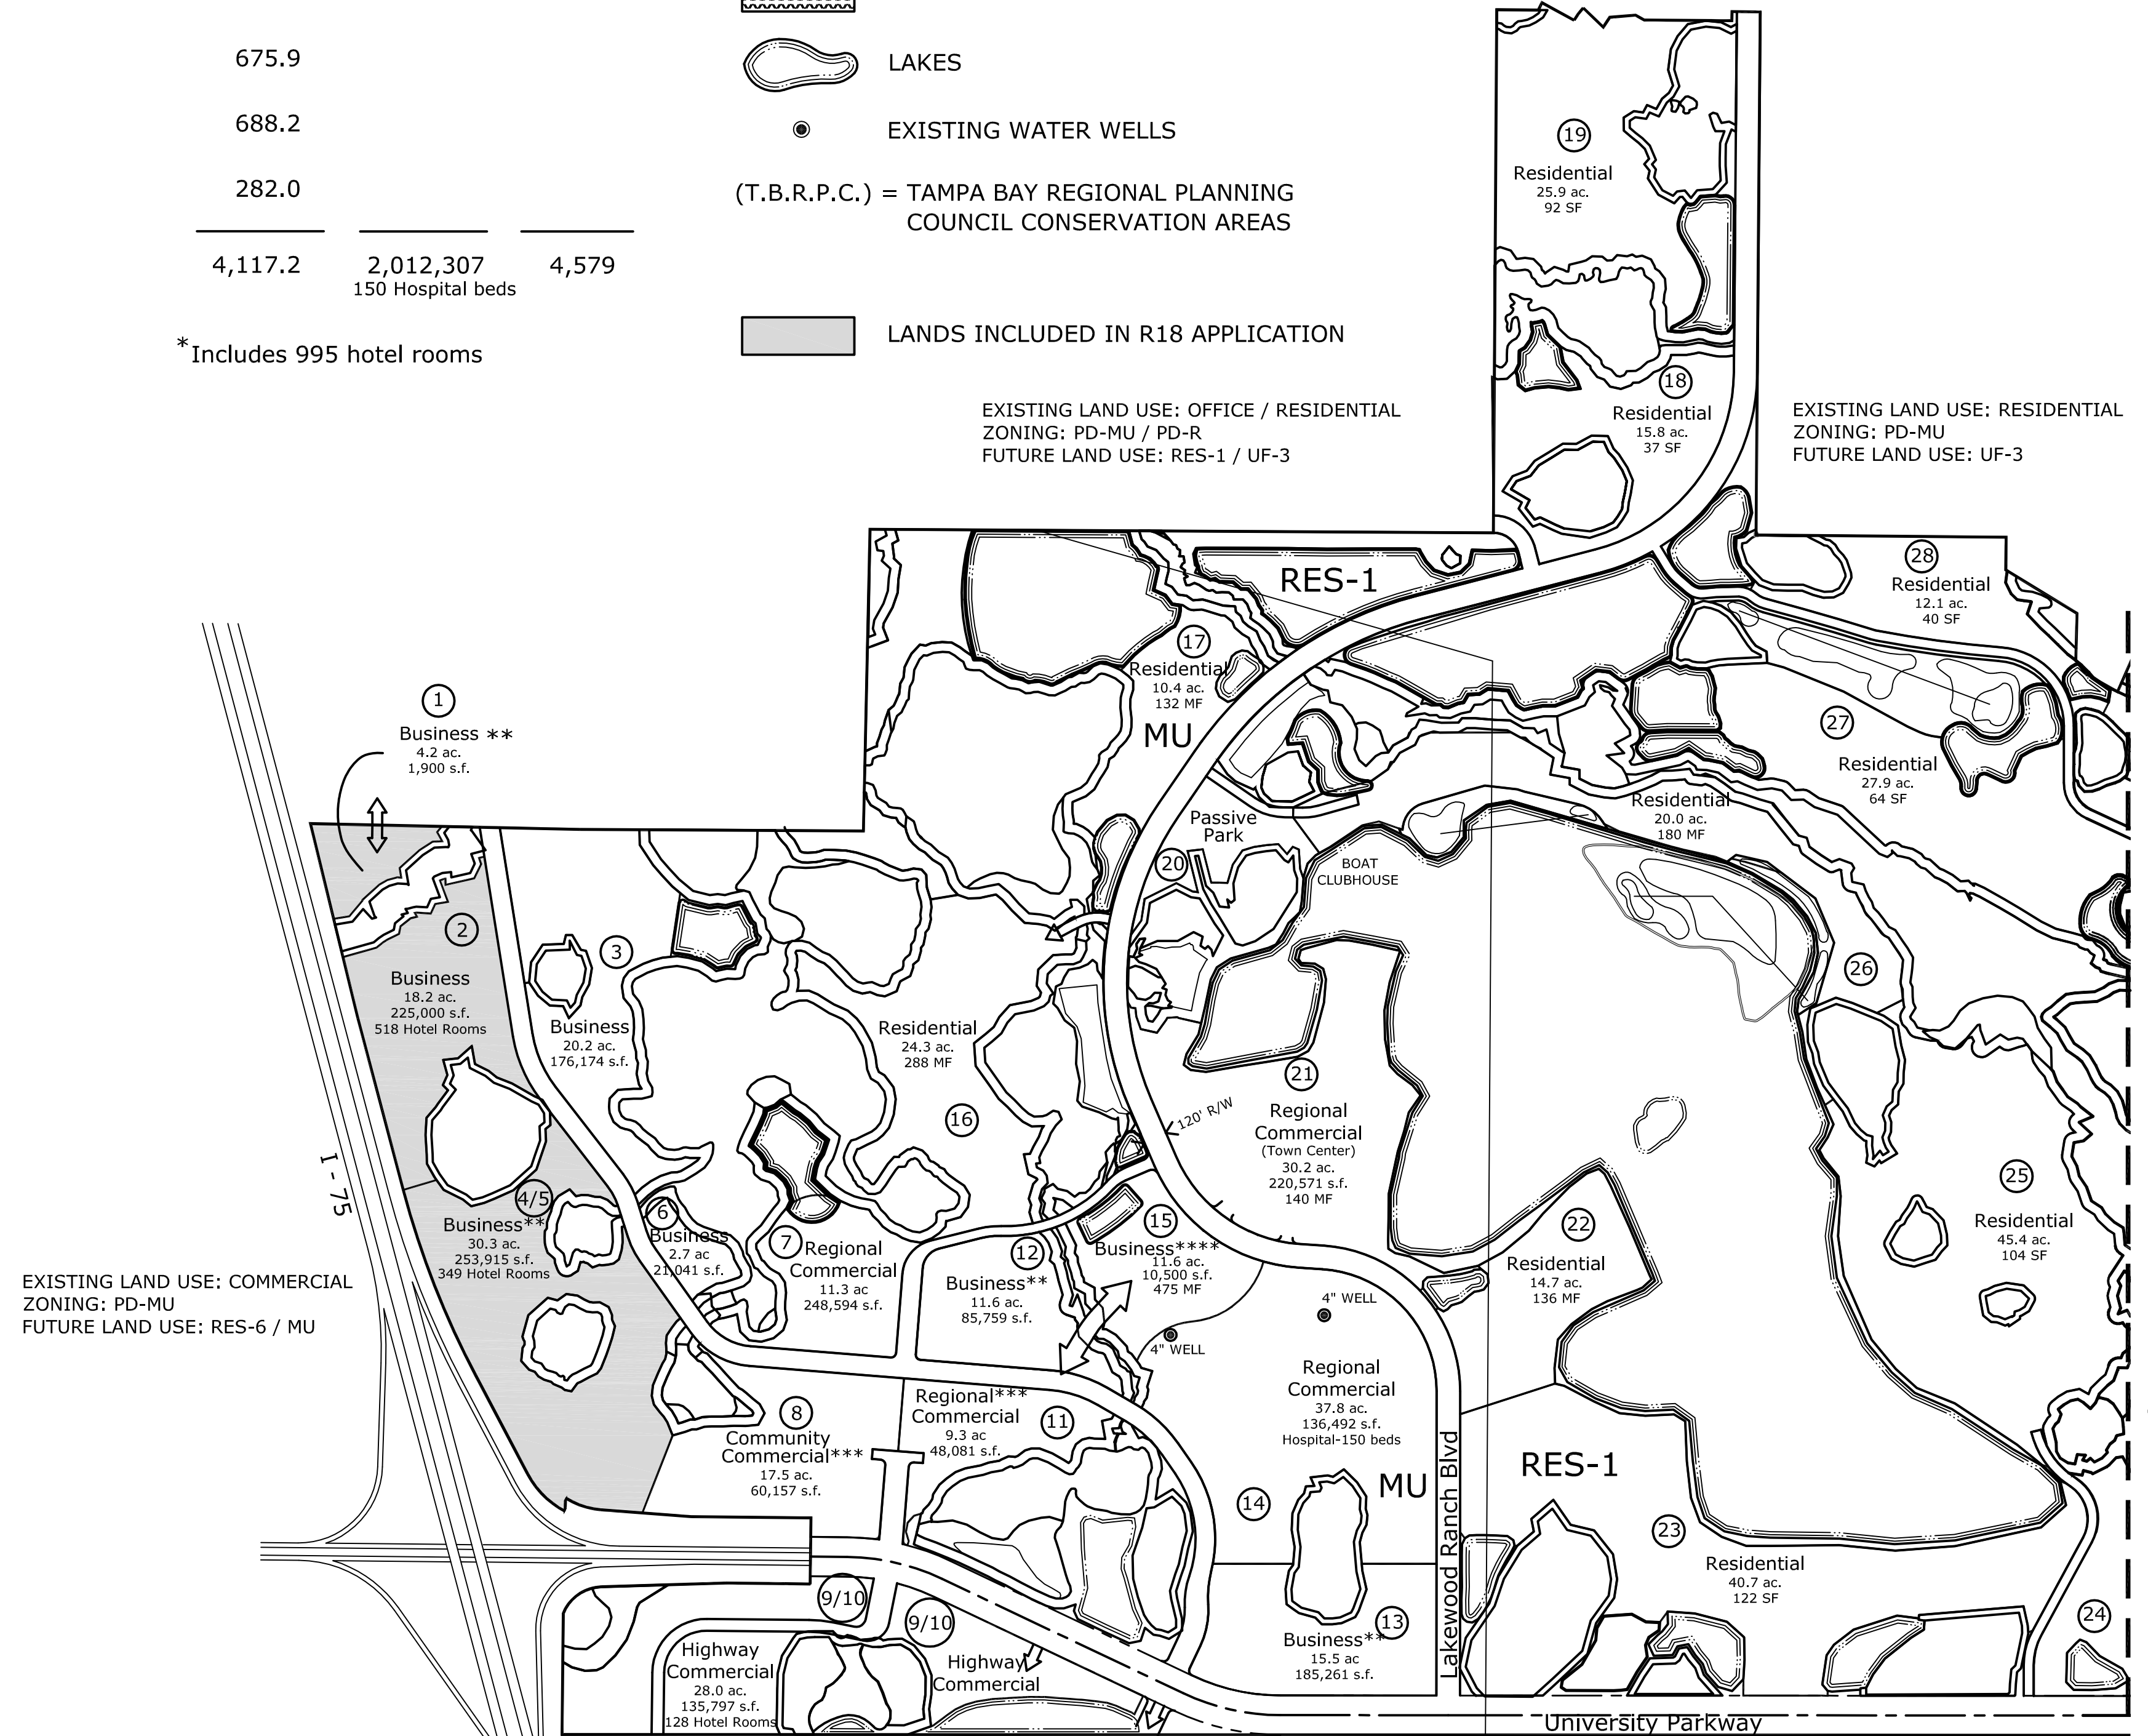 675.9
688.2
282.0
4,117.2 2,012,307 4,579
150 Hospital beds
*Includes 995 hotel rooms
LAKES
EXISTING WATER WELLS
(T.B.R.P.C.) = TAMPA BAY REGIONAL PLANNING
COUNCIL CONSERVATION AREAS
LANDS INCLUDED IN R18 APPLICATION
EXISTING LAND USE: OFFICE / RESIDENTIAL
ZONING: PD-MU / PD-R
FUTURE LAND USE: RES-1 / UF-3
EXISTING LAND USE: RESIDENTIAL
ZONING: PD-MU
FUTURE LAND USE: UF-3
19
Residential
25.9 ac.
92 SF
18
Residential
15.8 ac.
37 SF
28
Residential
12.1 ac.
40 SF
RES-1
17
Residential
10.4 ac.
132 MF
MU
1
Business **
4.2 ac.
1,900 s.f.
27
Residential
27.9 ac.
64 SF
Residential
20.0 ac.
180 MF
26
Passive
Park
20
BOAT
CLUBHOUSE
2
Business
18.2 ac.
225,000 s.f.
518 Hotel Rooms
3
Business
20.2 ac.
176,174 s.f.
Residential
24.3 ac.
288 MF
16
21
Regional
Commercial
(Town Center)
30.2 ac.
220,571 s.f.
140 MF
120' R/W
I - 75
4/5
Business**
30.3 ac.
253,915 s.f.
349 Hotel Rooms
6
Business
2.7 ac
21,041 s.f.
7
Regional
Commercial
11.3 ac
248,594 s.f.
12
Business**
11.6 ac.
85,759 s.f.
15
Business****
11.6 ac.
10,500 s.f.
475 MF
22
Residential
14.7 ac.
136 MF
25
Residential
45.4 ac.
104 SF
EXISTING LAND USE: COMMERCIAL
ZONING: PD-MU
FUTURE LAND USE: RES-6 / MU
4" WELL
4" WELL
Regional
Commercial
37.8 ac.
136,492 s.f.
Hospital-150 beds
14
MU
8
Community
Commercial***
17.5 ac.
60,157 s.f.
Regional***
Commercial
9.3 ac
48,081 s.f.
11
Lakewood Ranch Blvd
RES-1
23
Residential
40.7 ac.
122 SF
24
9/10
9/10
Highway
Commercial
28.0 ac.
135,797 s.f.
128 Hotel Rooms
Highway
Commercial
13
Business**
15.5 ac
185,261 s.f.
University Parkway